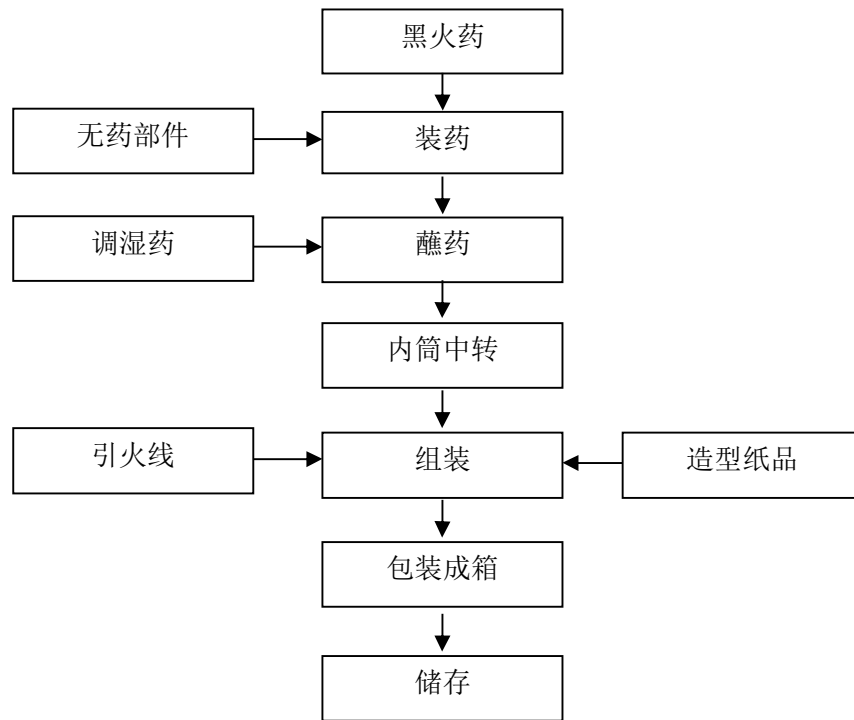 黑火药
无药部件
装药
调湿药
蘸药
内筒中转
引火线
组装
造型纸品
包装成箱
储存